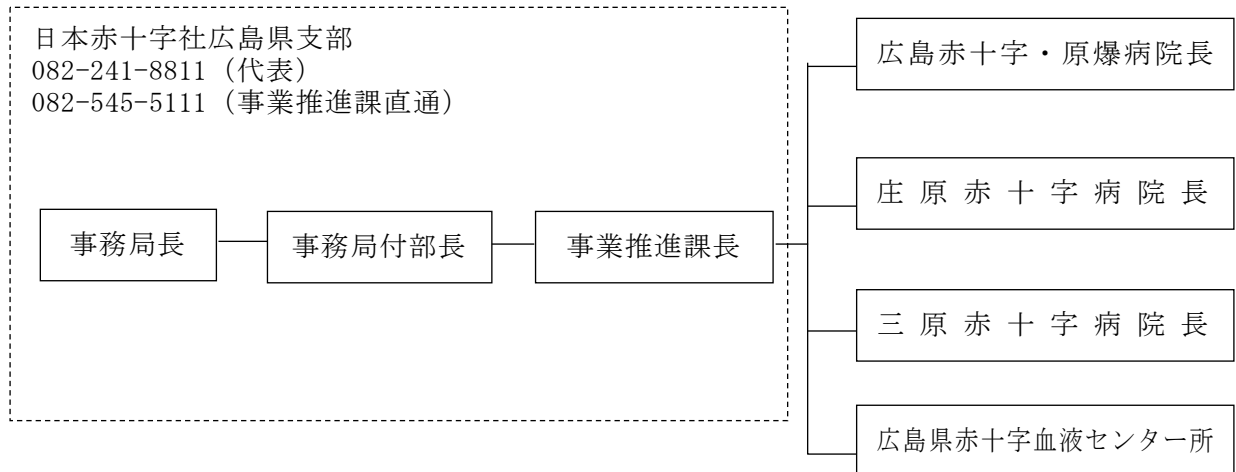 日本赤十字社広島県支部
082-241-8811（代表）
082-545-5111（事業推進課直通）
事務局長
事務局付部長
事業推進課長
広島赤十字・原爆病院長
庄原赤十字病院長
三原赤十字病院長
広島県赤十字血液センター所